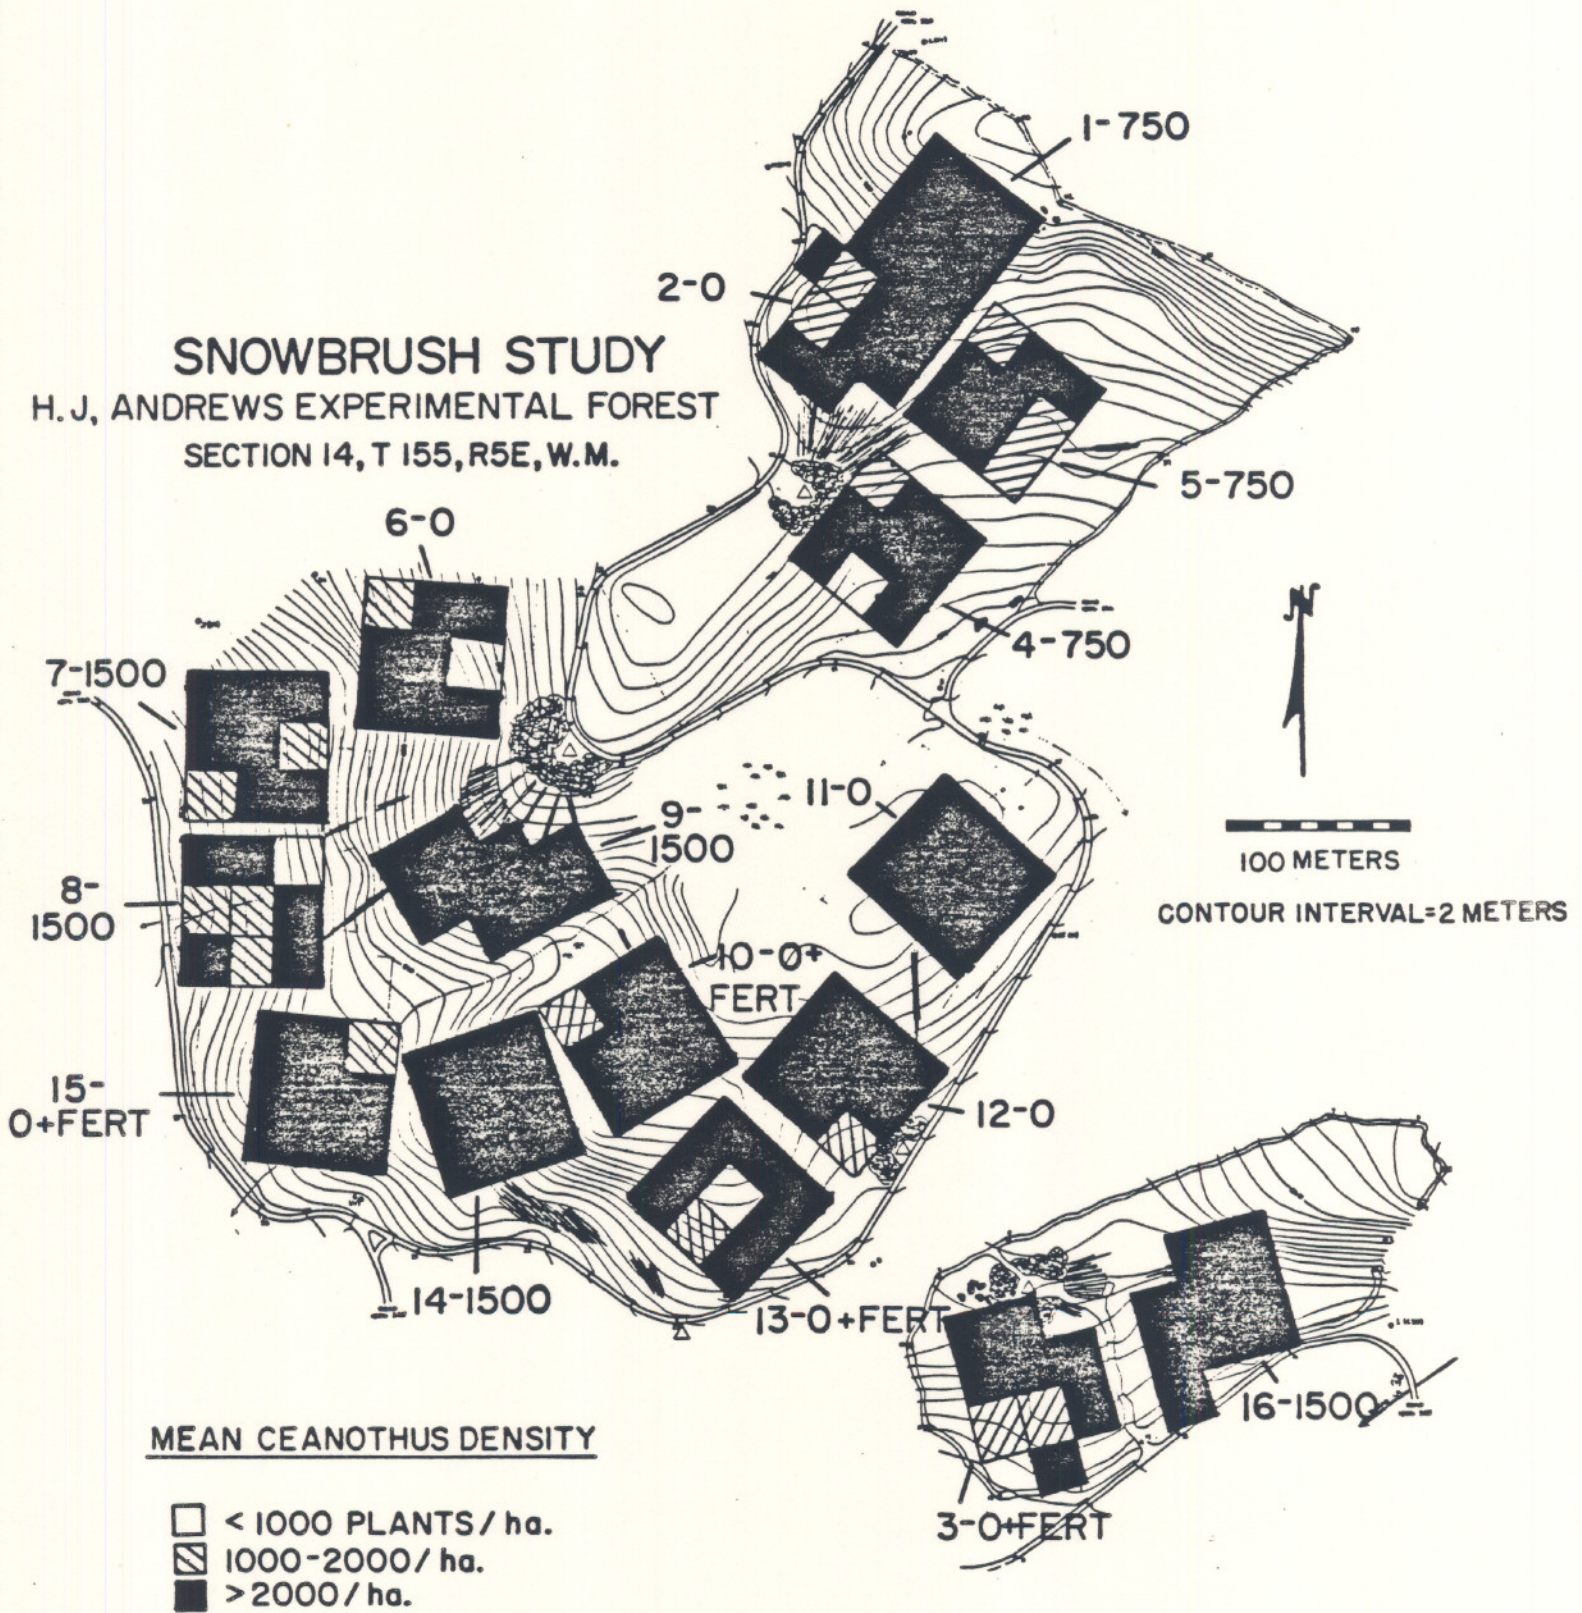 1-750
2-0
SNOWBRUSH STUDY
H.J, ANDREWS EXPERIMENTAL FOREST
SECTION 14, T 155, R5E, W.M.
5-750
6-0
4-750
7-1500
N
11-0
9-
1500
100 METERS
8-
1500
CONTOUR INTERVAL=2 METERS
10-0+
FERT
15-
0+FERT
12-0
14-1500
13-0+FERT
16-1500
3-0+FERT
MEAN CEANOTHUS DENSITY
<1000 PLANTS/ha.
1000-2000/ha.
>2000/ha.